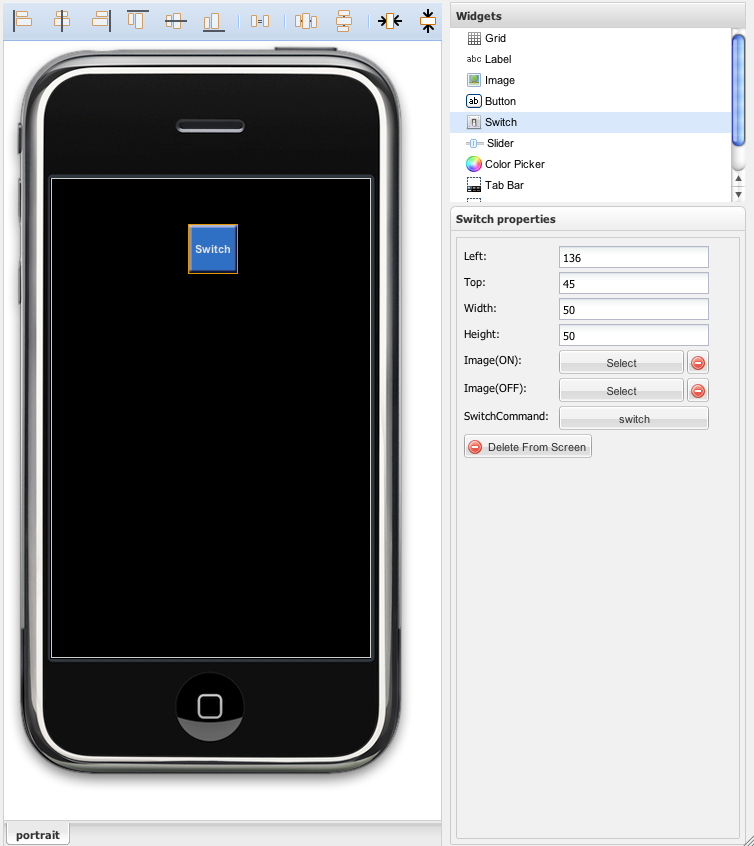 Widgets
Grid
abc Label
Image
ab Button
Switch
Slider
Color Picker
Tab Bar
Switch properties
Left: 136
Top: 45
Width: 50
Height: 50
Image(ON): Select
Image(OFF): Select
SwitchCommand: switch
Delete From Screen
Switch
portrait